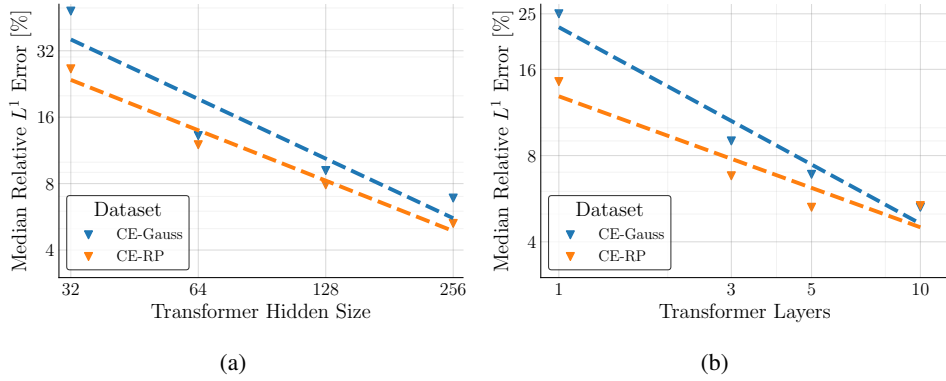 Median Relative L¹ Error [%]
32
16
8
4
Dataset
CE-Gauss
CE-RP
32
64
128
256
Transformer Hidden Size
(a)
Median Relative L¹ Error [%]
25
16
8
4
Dataset
CE-Gauss
CE-RP
1
3
5
10
Transformer Layers
(b)